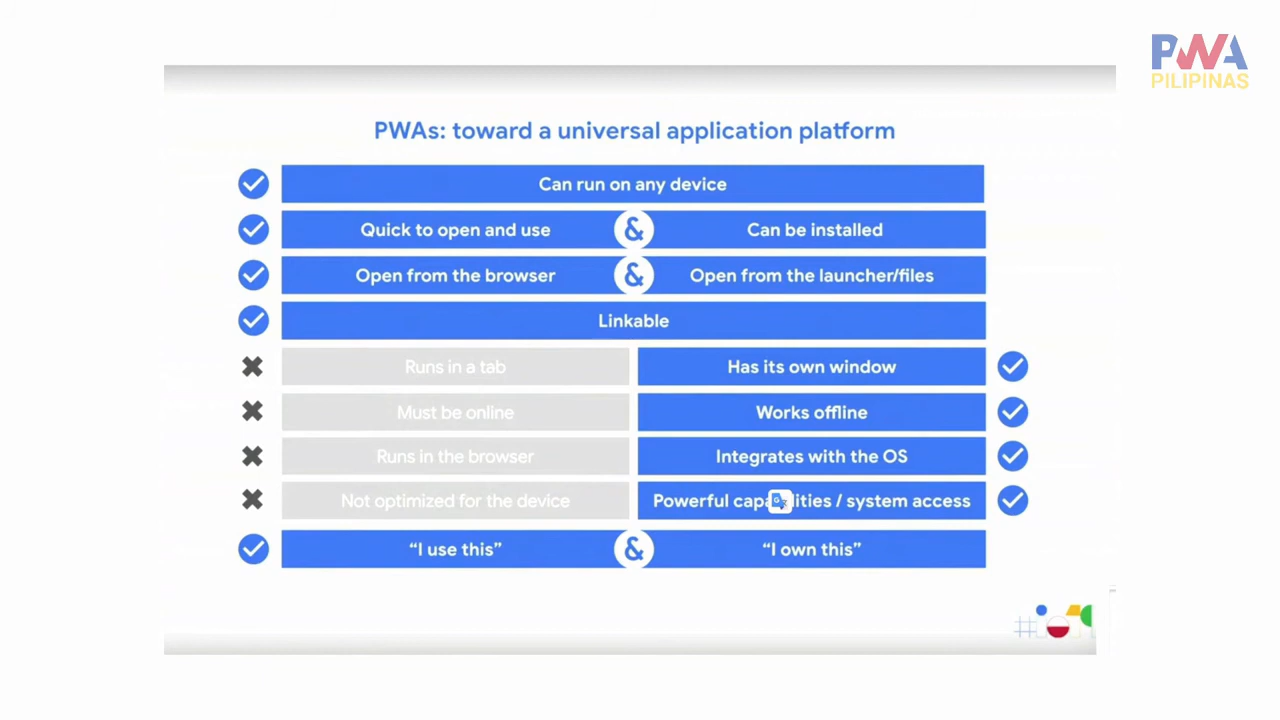 PWA
PILIPINAS
PWAs: toward a universal application platform
Can run on any device
Quick to open and use & Can be installed
Open from the browser & Open from the launcher/files
Linkable
Runs in a tab Has its own window
Must be online Works offline
Runs in the browser Integrates with the OS
Not optimized for the device Powerful / system access
“I use this” & “I own this”